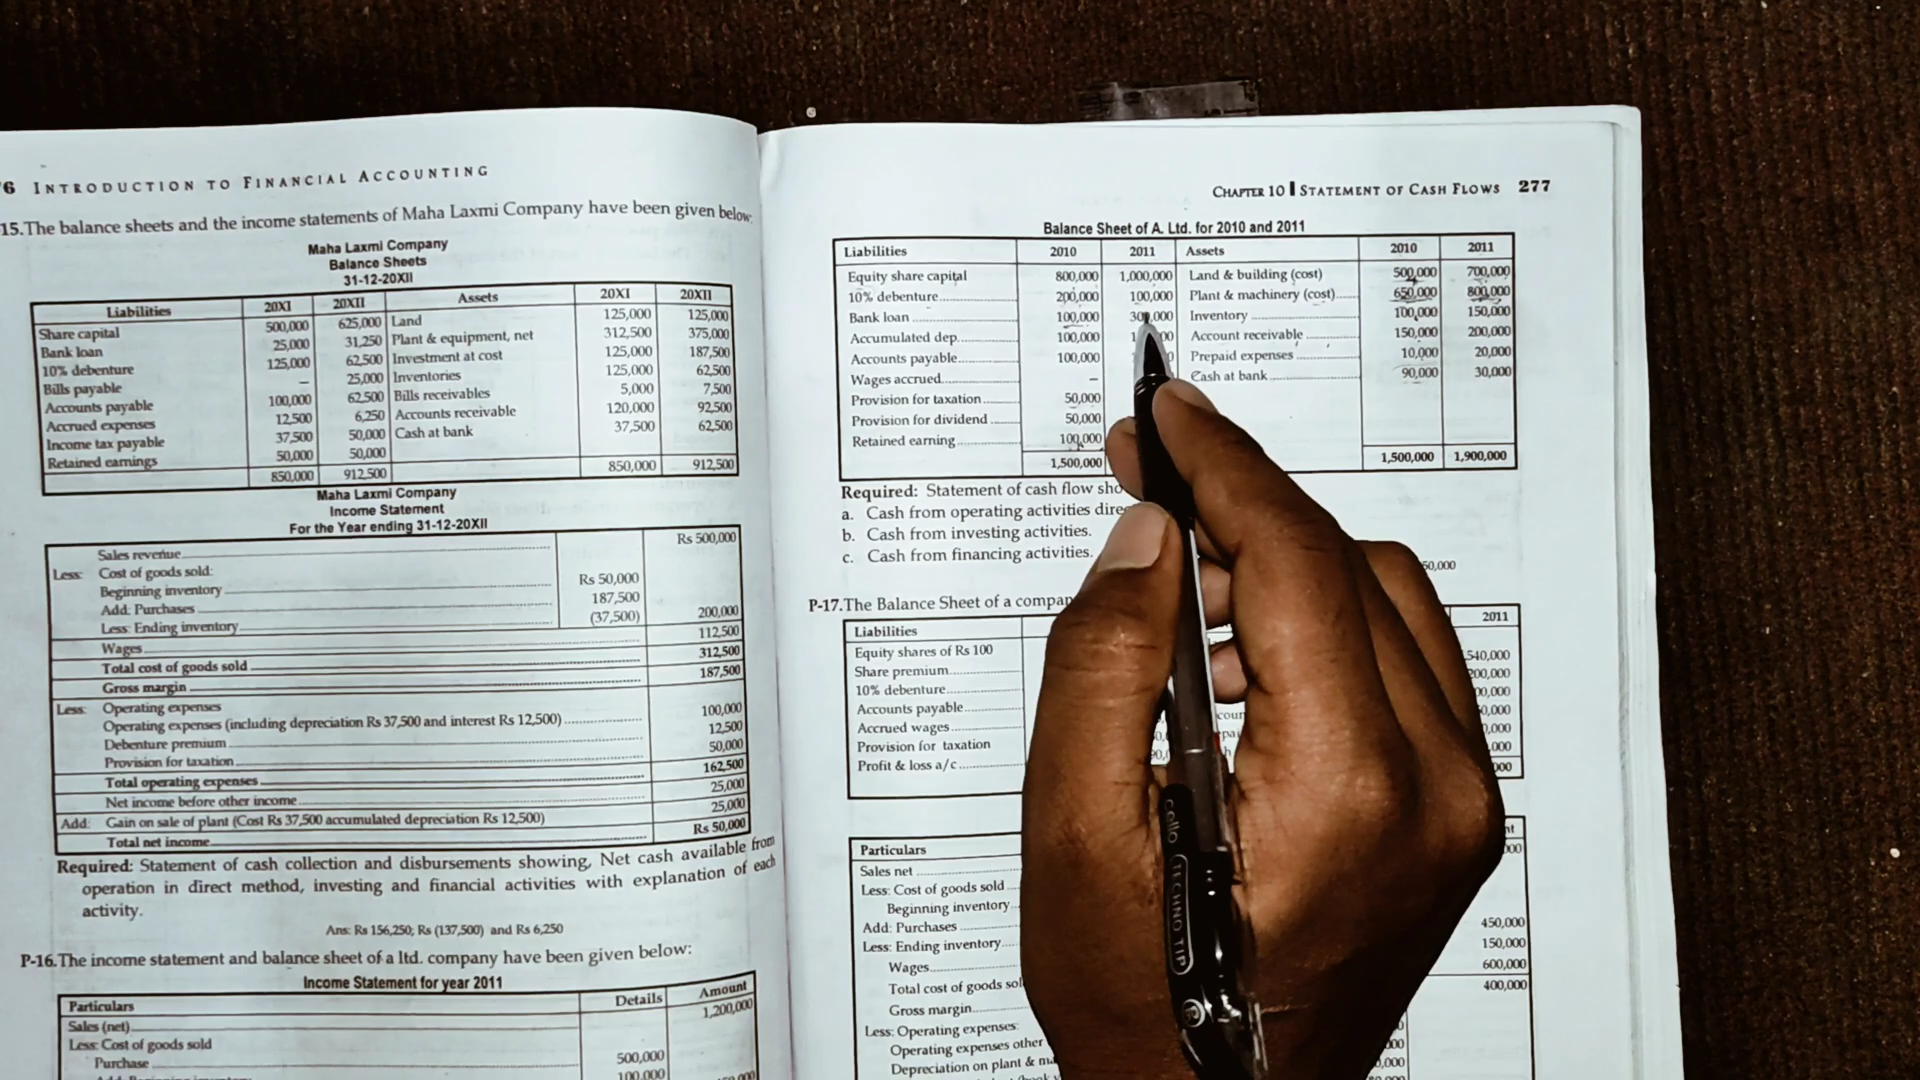 6 INTRODUCTION TO FINANCIAL ACCOUNTING
15.The balance sheets and the income statements of Maha Laxmi Company have been given below:
Maha Laxmi Company
Balance Sheets
31-12-20XII
Liabilities 20XI 20XII Assets 20XI 20XII
Share capital 500,000 625,000 Land 125,000 125,000
Bank loan 25,000 31,250 Plant & equipment, net 312,500 375,000
10% debenture 125,000 62,500 Investment at cost 125,000 187,500
Bills payable – 25,000 Inventories 125,000 62,500
Accounts payable 100,000 62,500 Bills receivables 5,000 7,500
Accrued expenses 12,500 6,250 Accounts receivable 120,000 92,500
Income tax payable 37,500 50,000 Cash at bank 37,500 62,500
Retained earnings 50,000 50,000
850,000 912,500 850,000 912,500
Maha Laxmi Company
Income Statement
For the Year ending 31-12-20XII
Sales revenue Rs 500,000
Less: Cost of goods sold:
Beginning inventory Rs 50,000
Add: Purchases 187,500
Less: Ending inventory (37,500) 200,000
Wages 112,500
Total cost of goods sold 312,500
Gross margin 187,500
Less: Operating expenses
Operating expenses (including depreciation Rs 37,500 and interest Rs 12,500) 100,000
Debenture premium 12,500
Provision for taxation 50,000
Total operating expenses 162,500
Net income before other income 25,000
Add: Gain on sale of plant (Cost Rs 37,500 accumulated depreciation Rs 12,500) 25,000
Total net income Rs 50,000
Required: Statement of cash collection and disbursements showing, Net cash available from
operation in direct method, investing and financial activities with explanation of each
activity.
Ans: Rs 156,250; Rs (137,500) and Rs 6,250
P-16.The income statement and balance sheet of a ltd. company have been given below:
Income Statement for year 2011
Particulars Details Amount
Sales (net) 1,200,000
Less: Cost of goods sold
Purchase 500,000
100,000
CHAPTER 10 STATEMENT OF CASH FLOWS 277
Balance Sheet of A. Ltd. for 2010 and 2011
Liabilities 2010 2011 Assets 2010 2011
Equity share capital 800,000 1,000,000 Land & building (cost) 500,000 700,000
10% debenture 200,000 100,000 Plant & machinery (cost) 650,000 800,000
Bank loan 100,000 300,000 Inventory 100,000 150,000
Accumulated dep. 100,000 Account receivable 150,000 200,000
Accounts payable 100,000 Prepaid expenses 10,000 20,000
Wages accrued – Cash at bank 90,000 30,000
Provision for taxation 50,000
Provision for dividend 50,000
Retained earning 100,000
1,500,000 1,500,000 1,900,000
Required: Statement of cash flow
a. Cash from operating activities
b. Cash from investing activities.
c. Cash from financing activities.
P-17.The Balance Sheet of a
Liabilities 2011
Equity shares of Rs 100
Share premium
10% debenture
Accounts payable
Accrued wages
Provision for taxation
Profit & loss a/c
Particulars
Sales net
Less: Cost of goods sold
Beginning inventory
Add: Purchases 450,000
Less: Ending inventory 150,000
Wages 600,000
Total cost of goods 400,000
Gross margin
Less: Operating expenses:
Operating expenses other
Depreciation on plant &
cello
TECHNO TIP